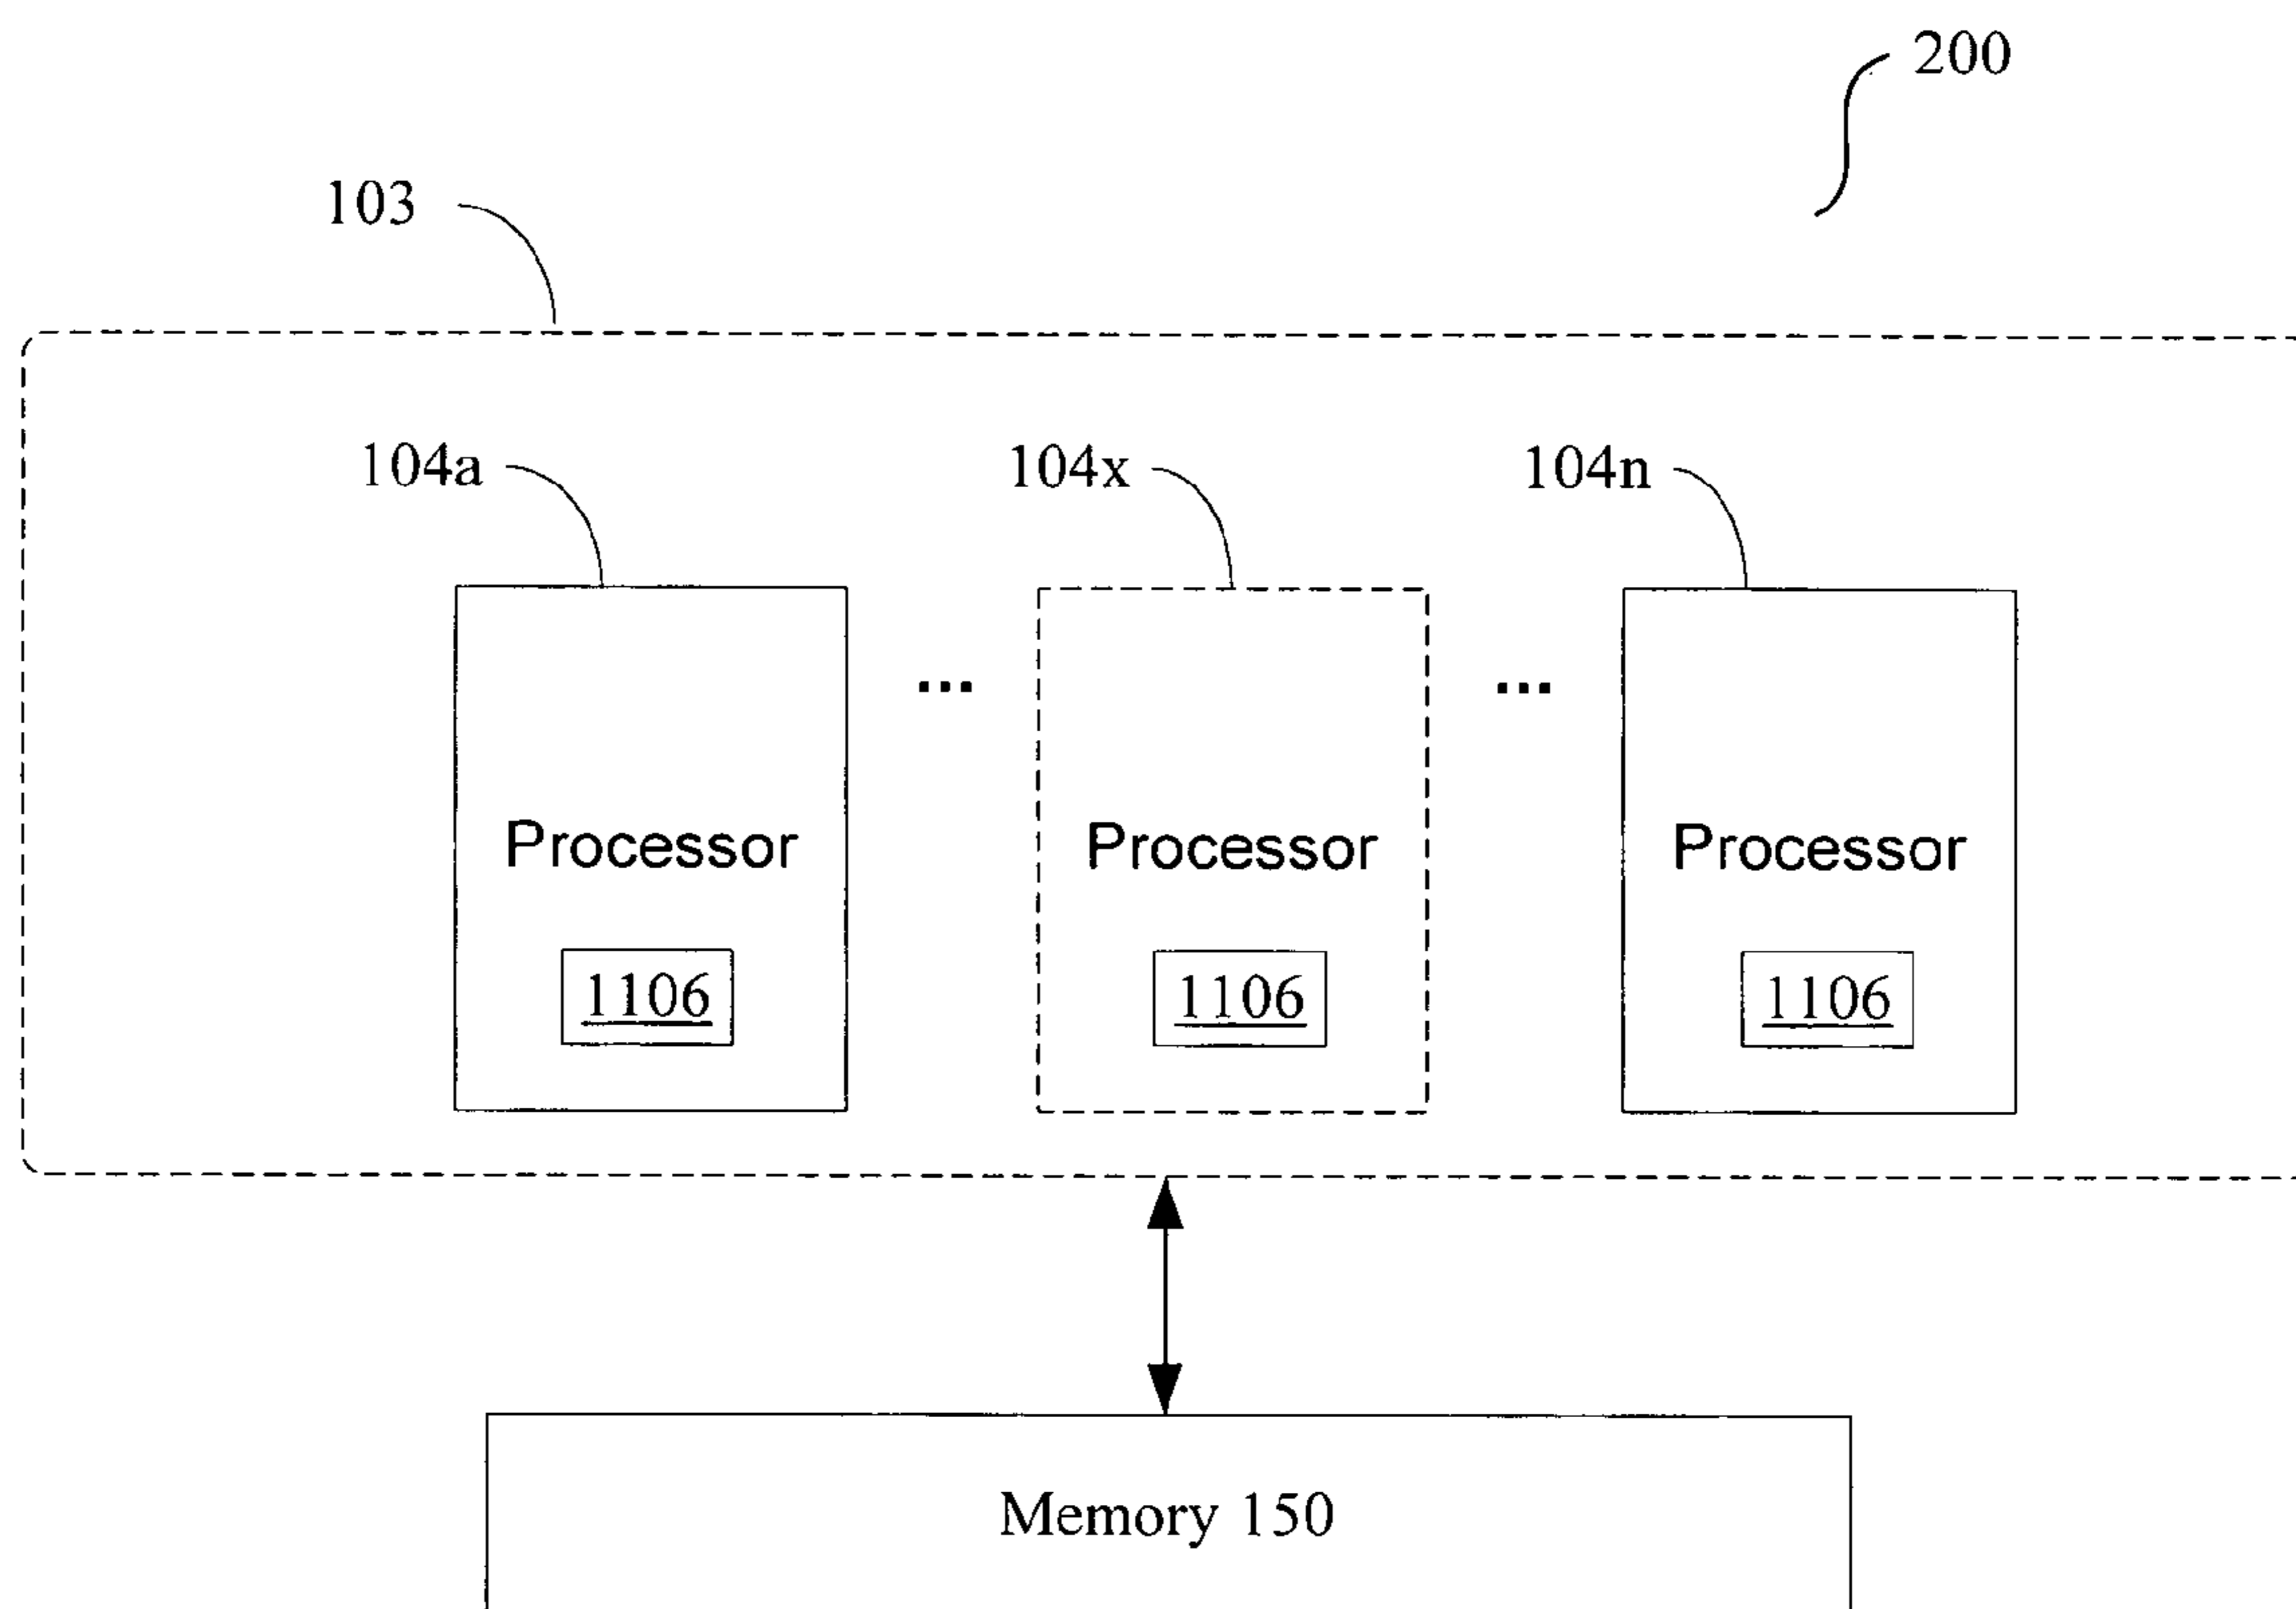 200
103
104a 104x 104n
... ...
Processor Processor Processor
1106 1106 1106
Memory 150